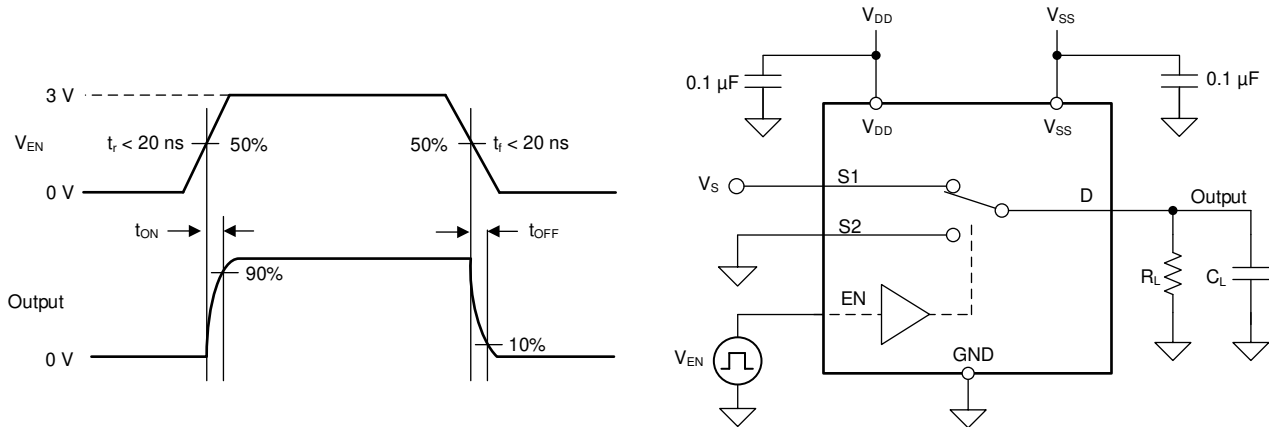 3 V
V_EN
t_r < 20 ns
50%
50%
t_f < 20 ns
0 V
t_ON
t_OFF
90%
Output
10%
0 V
V_DD
V_SS
0.1 µF
0.1 µF
V_DD
V_SS
V_S
S1
D
Output
S2
R_L
C_L
EN
V_EN
GND